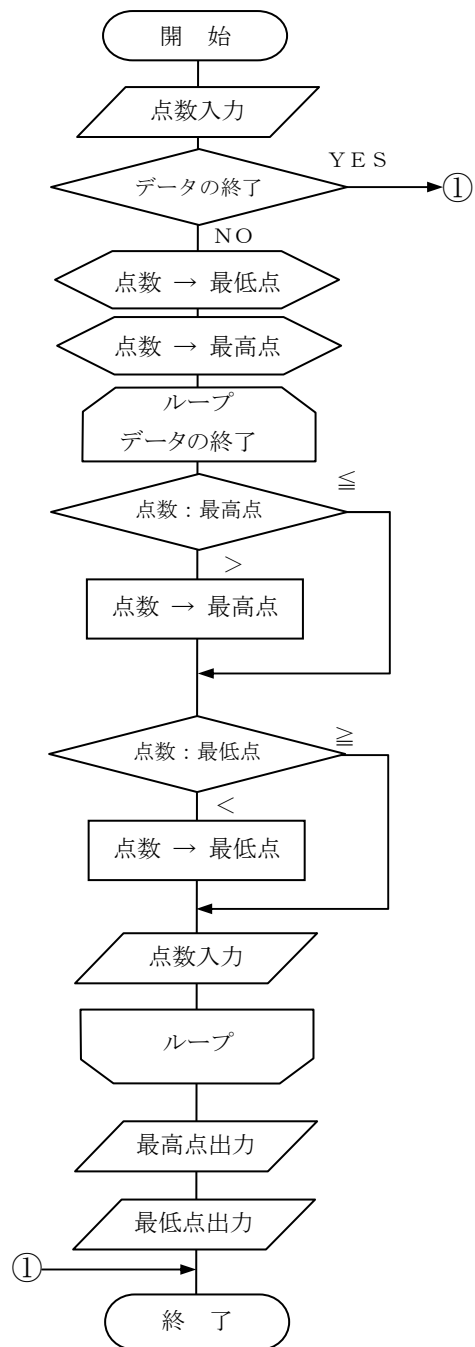 開　始
点数入力
ＹＥＳ
データの終了
①
ＮＯ
点数 → 最低点
点数 → 最高点
ループ
データの終了
≦
点数：最高点
＞
点数 → 最高点
≧
点数：最低点
＜
点数 → 最低点
点数入力
ループ
最高点出力
最低点出力
①
終　了